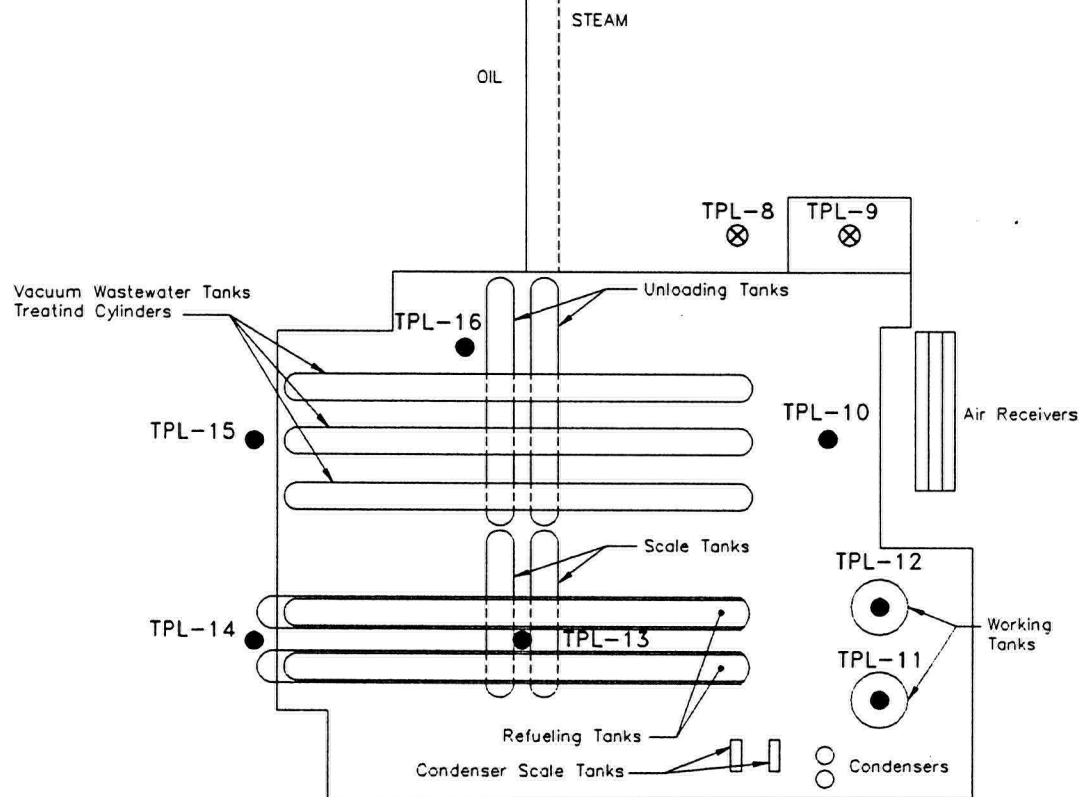 STEAM
OIL
TPL-8
TPL-9
Vacuum Wastewater Tanks
Treatind Cylinders
Unloading Tanks
TPL-16
TPL-10
Air Receivers
TPL-15
Scale Tanks
TPL-12
TPL-14
TPL-13
Working
Tanks
TPL-11
Refueling Tanks
Condenser Scale Tanks
Condensers